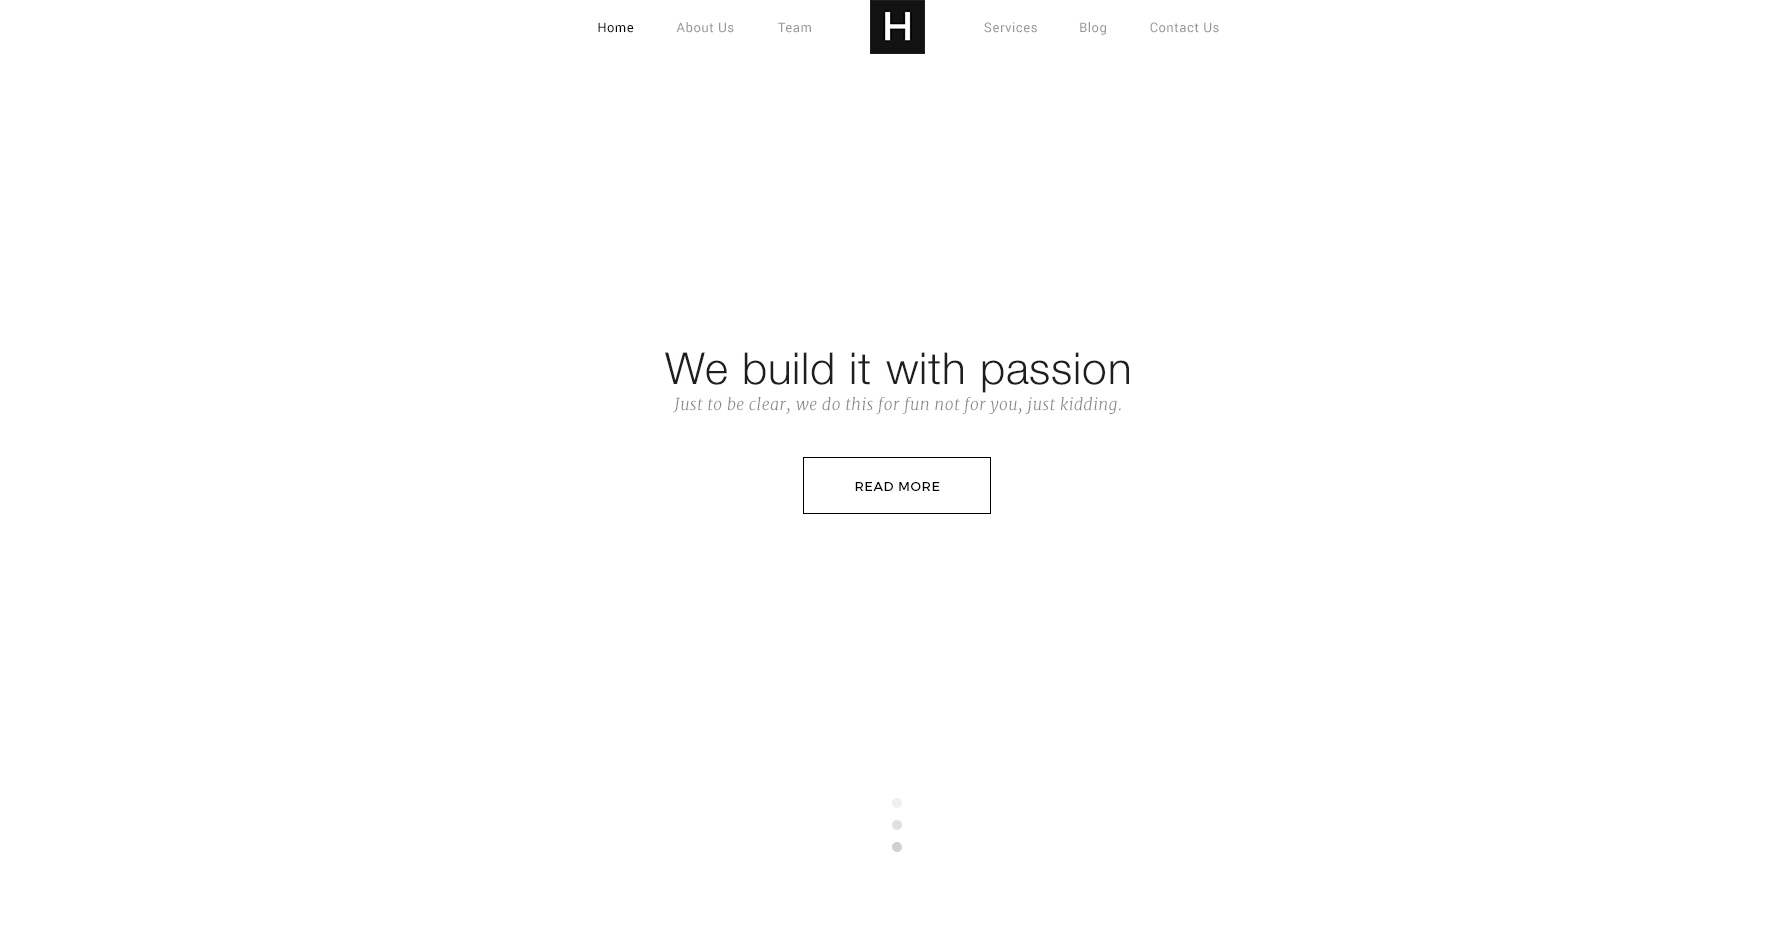 Home About Us Team H Services Blog Contact Us
We build it with passion
Just to be clear, we do this for fun not for you, just kidding.
READ MORE